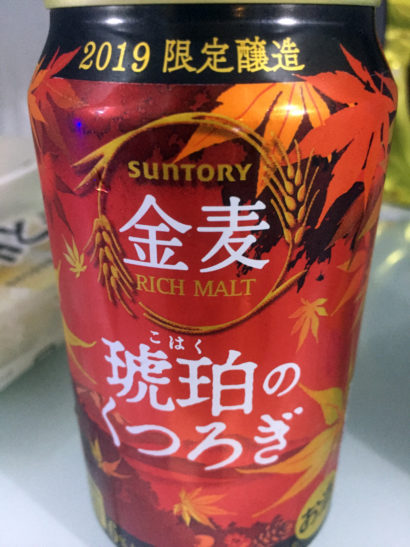 2019 限定醸造
SUNTORY
金麦
RICH MALT
こはく
琥珀の
くつろぎ
お